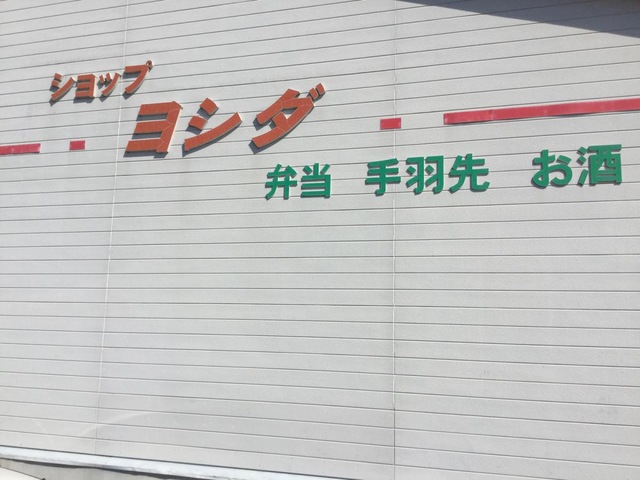 ショップ
ヨシダ
弁当 手羽先 お酒